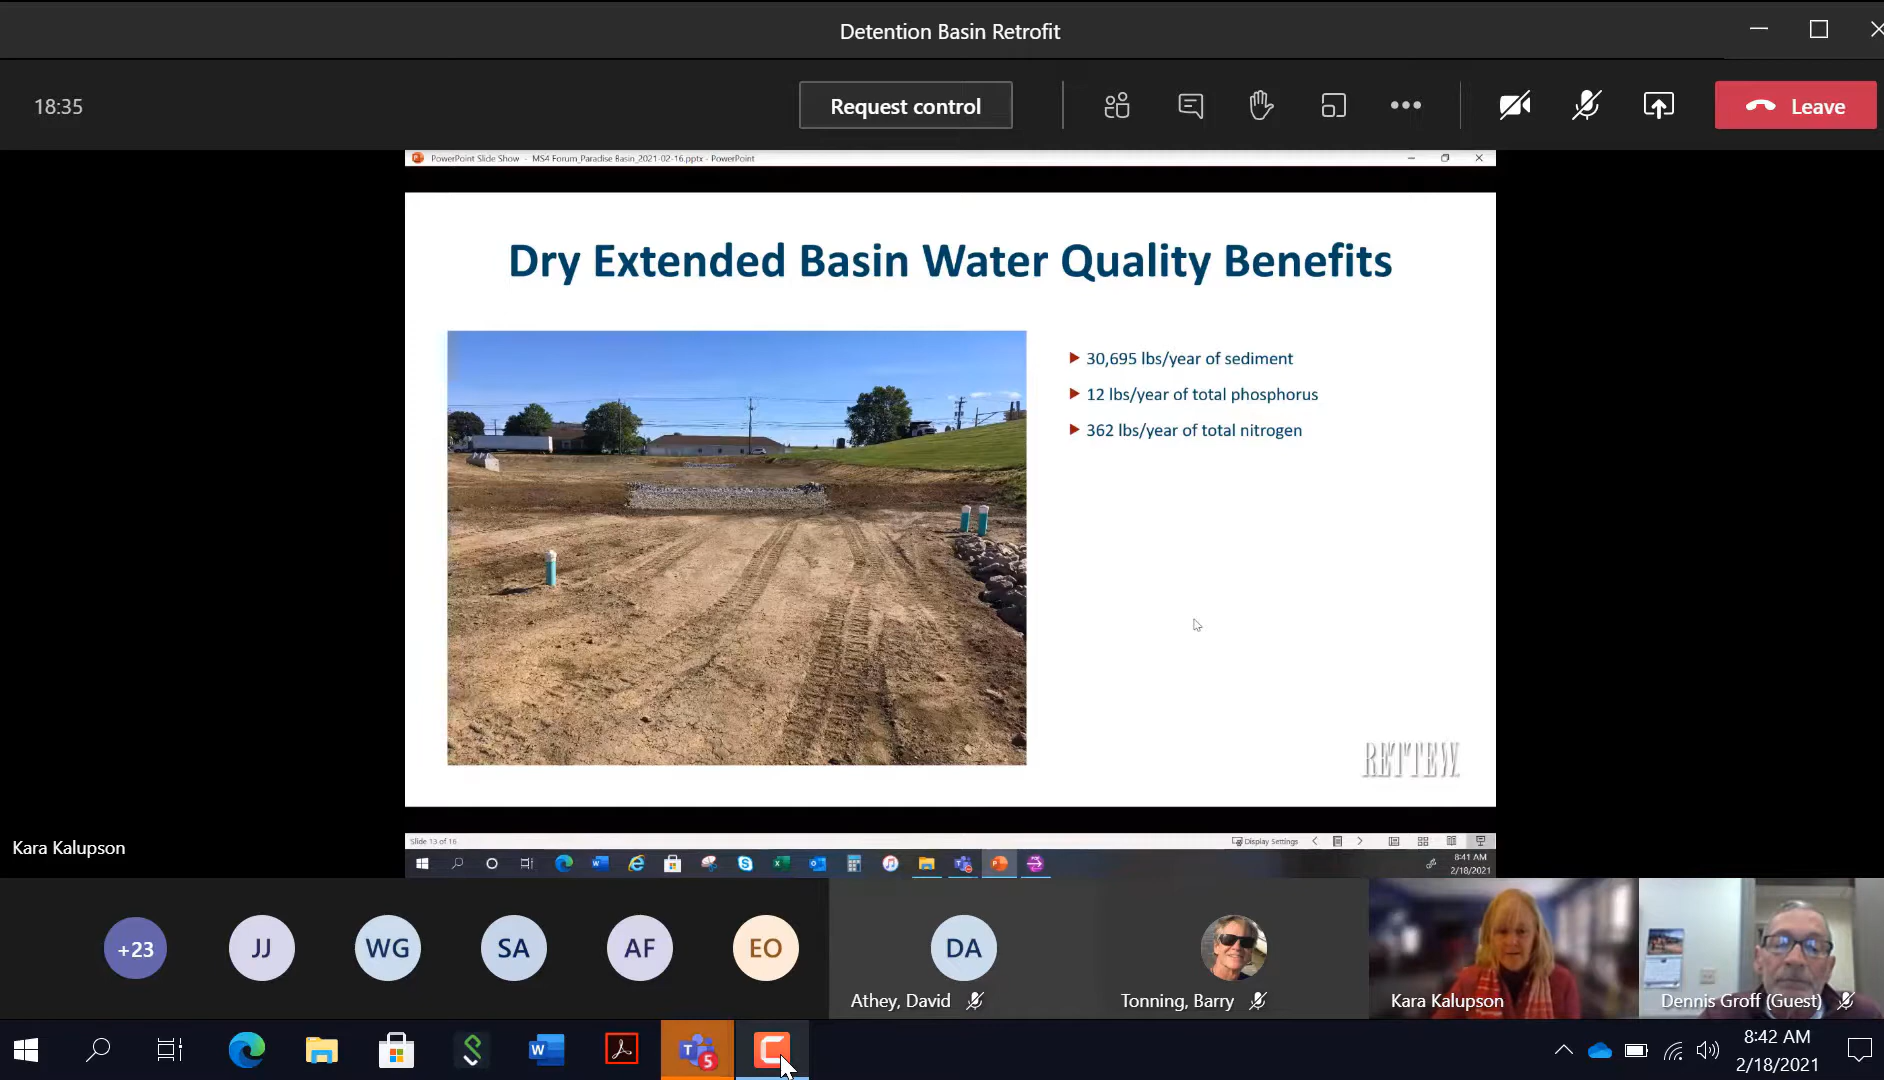 Detention Basin Retrofit
18:35
Request control
Leave
PowerPoint Slide Show - MS4 Forum_Paradise Basin_2021-02-16.pptx - PowerPoint
Dry Extended Basin Water Quality Benefits
30,695 lbs/year of sediment
12 lbs/year of total phosphorus
362 lbs/year of total nitrogen
RETTEW
Kara Kalupson
Slide 13 of 16
Display Settings
8:41 AM
2/18/2021
+23
JJ
WG
SA
AF
EO
DA
Athey, David
Tonning, Barry
Kara Kalupson
Dennis Groff (Guest)
W
T
5
8:42 AM
2/18/2021